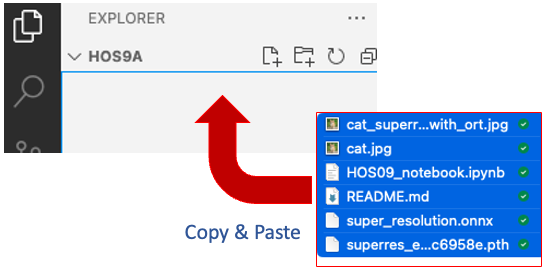 EXPLORER
HOS9A
cat_superr...with_ort.jpg
cat.jpg
HOS09_notebook.ipynb
README.md
super_resolution.onnx
superres_e...c6958e.pth
Copy & Paste